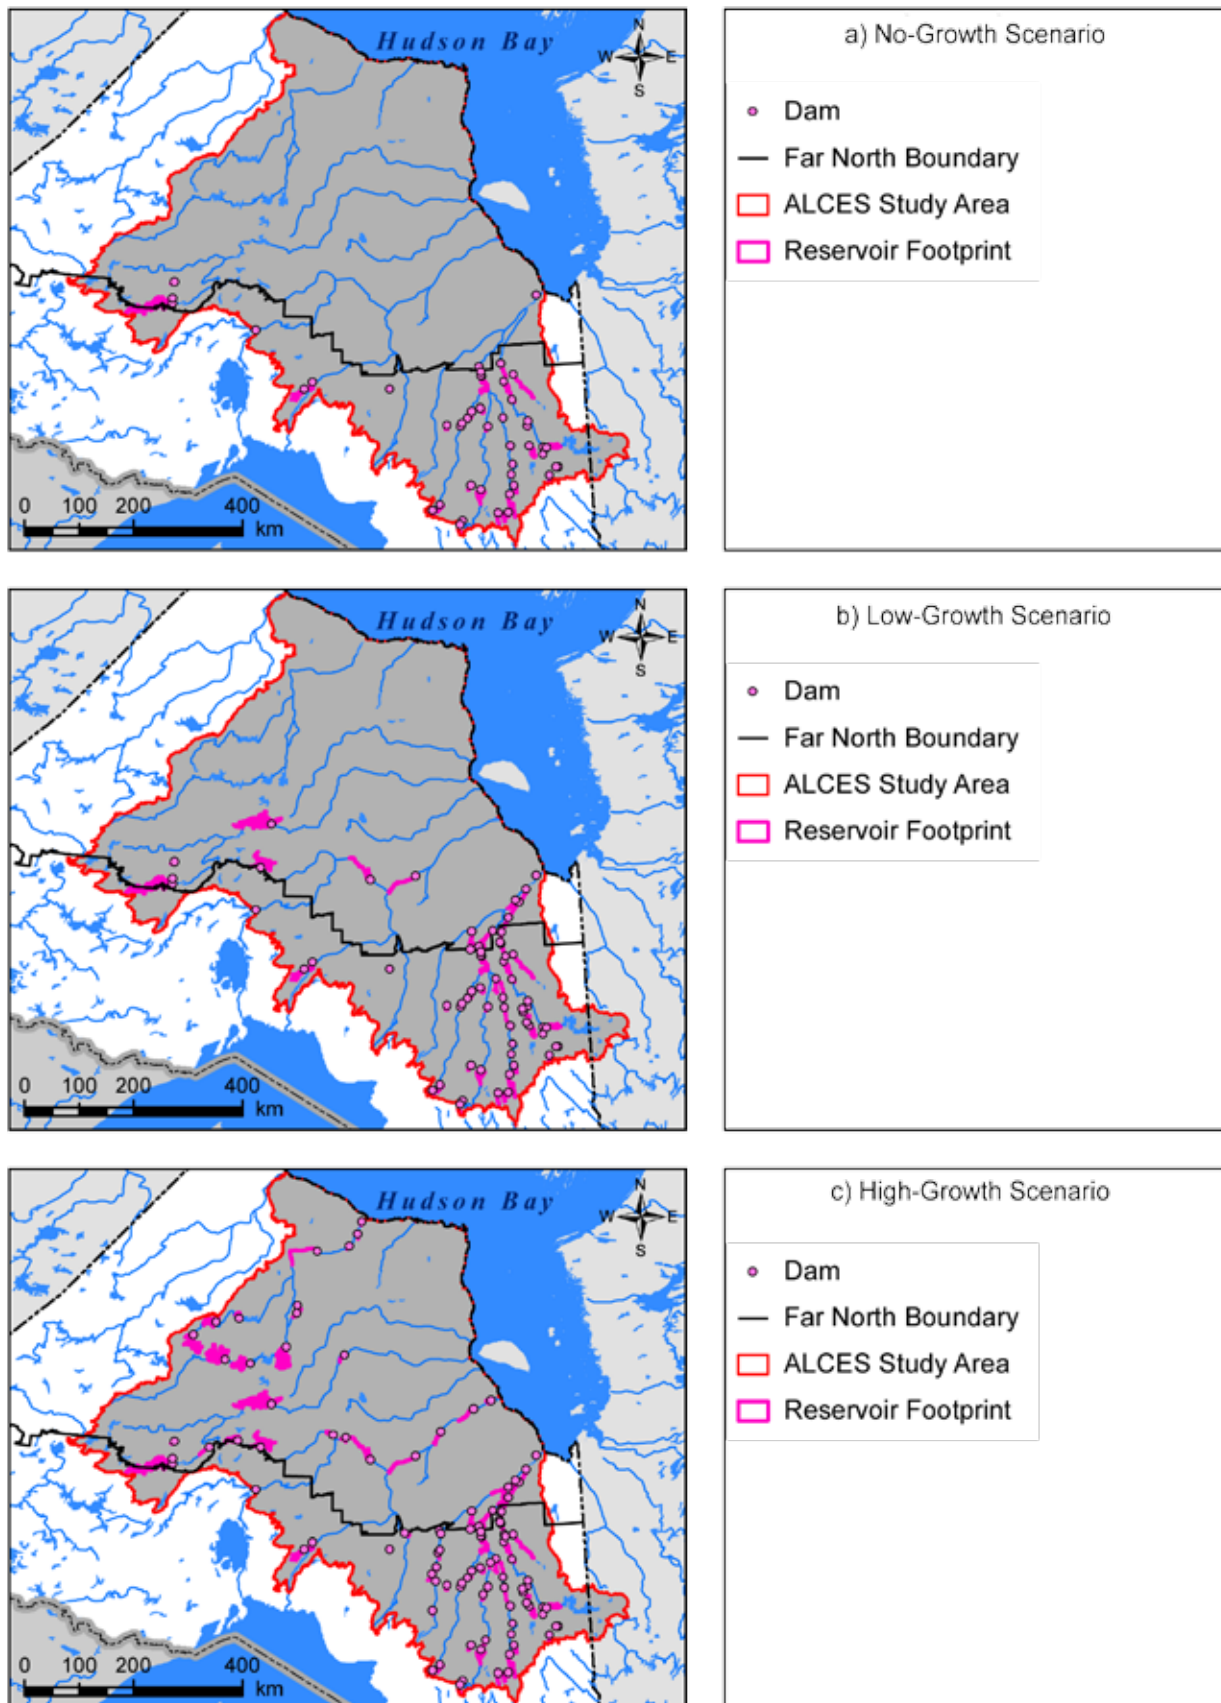 Hudson Bay
N
W E
S
0 100 200 400
km
a) No-Growth Scenario
Dam
Far North Boundary
ALCES Study Area
Reservoir Footprint
Hudson Bay
N
W E
S
0 100 200 400
km
b) Low-Growth Scenario
Dam
Far North Boundary
ALCES Study Area
Reservoir Footprint
Hudson Bay
N
W E
S
0 100 200 400
km
c) High-Growth Scenario
Dam
Far North Boundary
ALCES Study Area
Reservoir Footprint